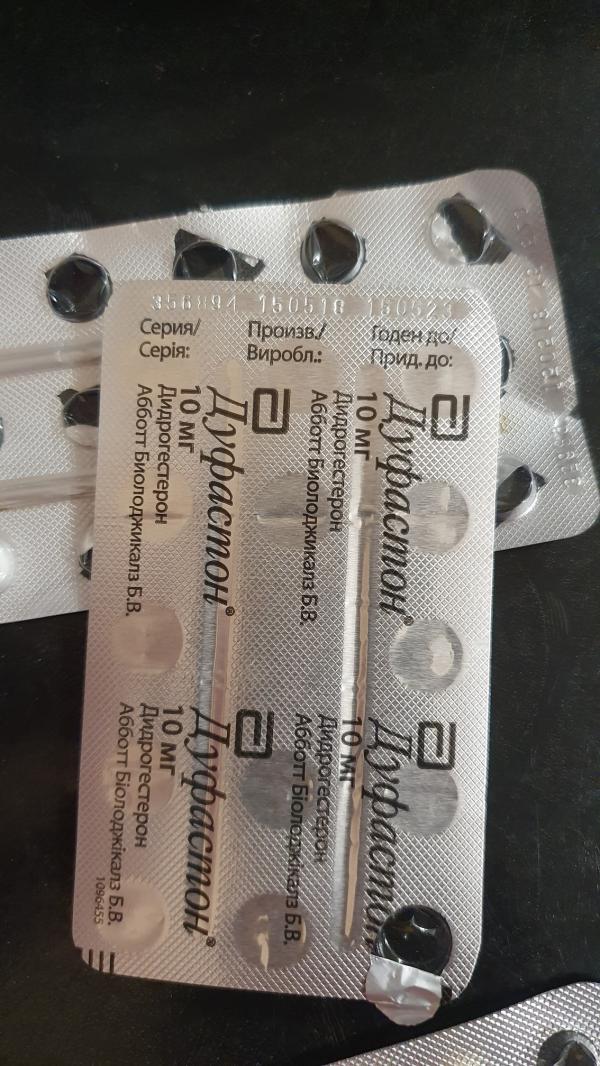 356894 150518 150523
Серия/ Произв./ Годен до/
Серія: Виробл.: Прид. до:
Дуфастон®
10 мг
Дидрогестерон
Абботт Биолоджикалз Б.В.
Дуфастон®
10 мг
Дидрогестерон
Абботт Биолоджикалз Б.В.
Дуфастон
10 мг
Дидрогестерон
Абботт Біолоджікалз Б.В.
Дуфастон®
10 мг
Дидрогестерон
Абботт Біолоджікалз Б.В.
1096455